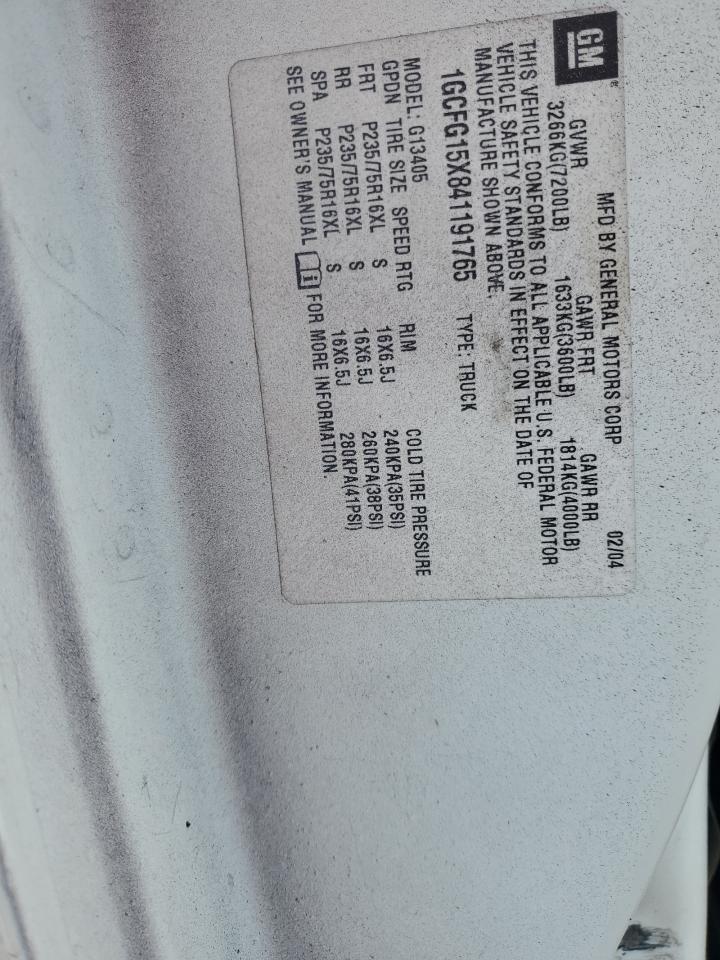 GM®
MFD BY GENERAL MOTORS CORP 02/04
GVWR GAWR FRT GAWR RR
3266KG(7200LB) 1633KG(3600LB) 1814KG(4000LB)
THIS VEHICLE CONFORMS TO ALL APPLICABLE U.S. FEDERAL MOTOR
VEHICLE SAFETY STANDARDS IN EFFECT ON THE DATE OF
MANUFACTURE SHOWN ABOVE.
1GCFG15X841191765 TYPE: TRUCK
MODEL: G13405
GPDN TIRE SIZE SPEED RTG RIM COLD TIRE PRESSURE
FRT P235/75R16XL S 16X6.5J 240KPA(35PSI)
RR P235/75R16XL S 16X6.5J 260KPA(38PSI)
SPA P235/75R16XL S 16X6.5J 280KPA(41PSI)
SEE OWNER'S MANUAL i FOR MORE INFORMATION.